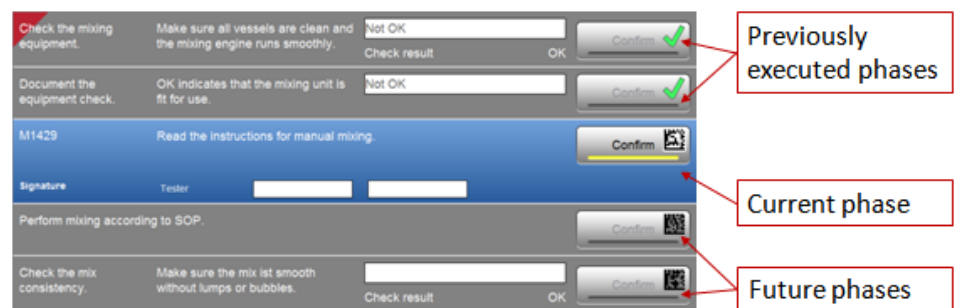 Check the mixing
equipment.
Make sure all vessels are clean and
the mixing engine runs smoothly.
Not OK
Check result
OK
Confirm
Previously
executed phases
Document the
equipment check.
OK indicates that the mixing unit is
fit for use.
Not OK
Confirm
M1429
Read the instructions for manual mixing.
Confirm
Signature
Tester
Current phase
Perform mixing according to SOP.
Confirm
Check the mix
consistency.
Make sure the mix ist smooth
without lumps or bubbles.
Check result
OK
Confirm
Future phases